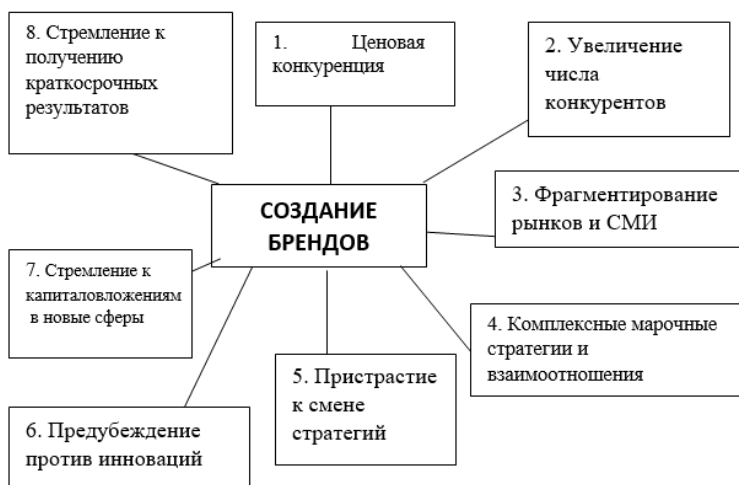 8. Стремление к
получению
краткосрочных
результатов
1. Ценовая
конкуренция
2. Увеличение
числа
конкурентов
СОЗДАНИЕ
БРЕНДОВ
3. Фрагментирование
рынков и СМИ
7. Стремление к
капиталовложениям
в новые сферы
4. Комплексные марочные
стратегии и
взаимоотношения
5. Пристрастие
к смене
стратегий
6. Предубеждение
против инноваций